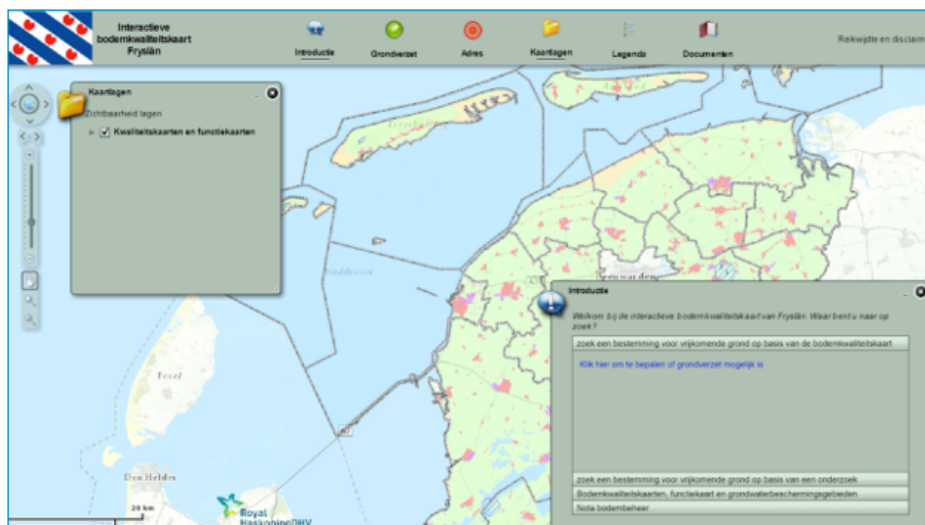 Interactieve
bodemkwaliteitskaart
Fryslân
Introductie
Grondverzet
Adres
Kaartlagen
Legenda
Documenten
Reikwijdte en disclaim
Kaartlagen
Zichtbaarheid lagen
Kwaliteitskaarten en functiekaarten
Texel
Den Helder
20 km
Royal
HaskoningDHV
Introductie
Welkom bij de interactieve bodemkwaliteitskaart van Fryslân. Waar bent u naar op
zoek?
zoek een bestemming voor vrijkomende grond op basis van de bodemkwaliteitskaart
Klik hier om te bepalen of grondverzet mogelijk is
zoek een bestemming voor vrijkomende grond op basis van een onderzoek
Bodemkwaliteitskaarten, functiekaart en grondwaterbeschermingsgebieden
Nota bodembeheer